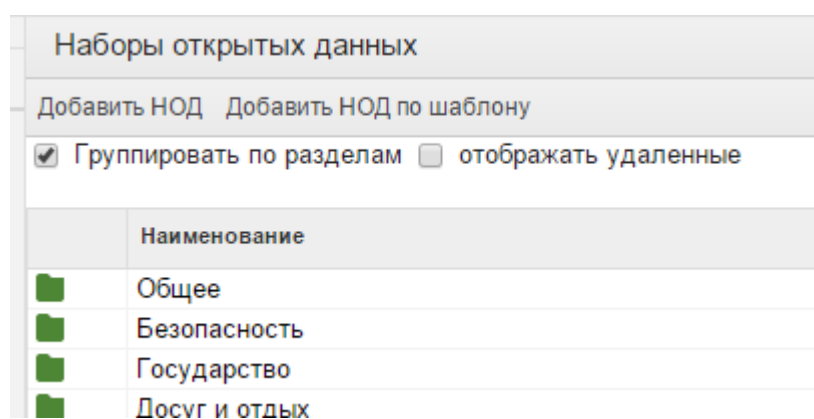 Наборы открытых данных
Добавить НОД Добавить НОД по шаблону
Группировать по разделам отображать удаленные
Наименование
Общее
Безопасность
Государство
Досуг и отдых